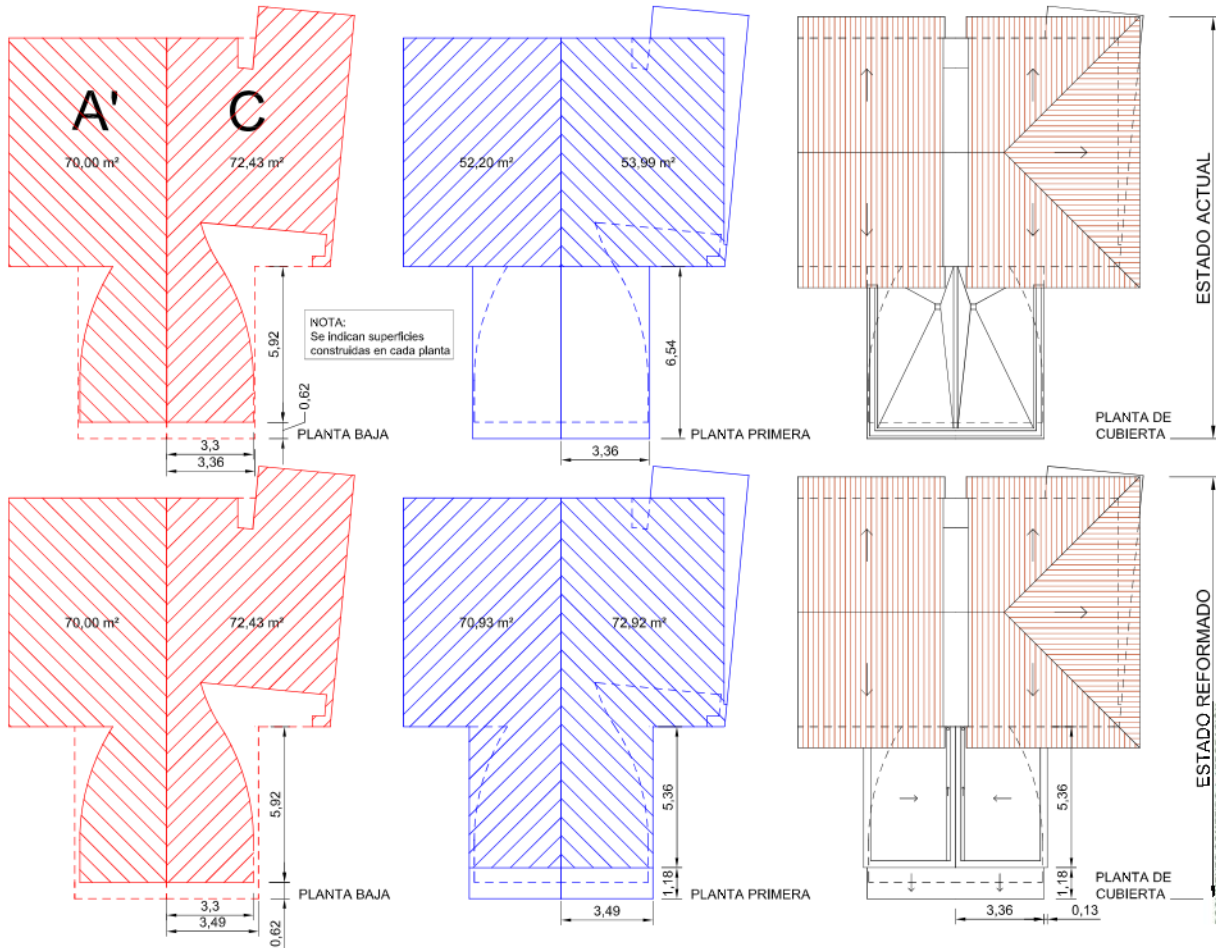 A'
C
70,00 m²
72,43 m²
NOTA:
Se indican superficies
construidas en cada planta
5,92
0,62
PLANTA BAJA
3,3
3,36
52,20 m²
53,99 m²
6,54
PLANTA PRIMERA
3,36
PLANTA DE
CUBIERTA
ESTADO ACTUAL
70,00 m²
72,43 m²
5,92
PLANTA BAJA
3,3
3,49
0,62
70,93 m²
72,92 m²
5,36
1,18
PLANTA PRIMERA
3,49
5,36
1,18
PLANTA DE
CUBIERTA
3,36
0,13
ESTADO REFORMADO